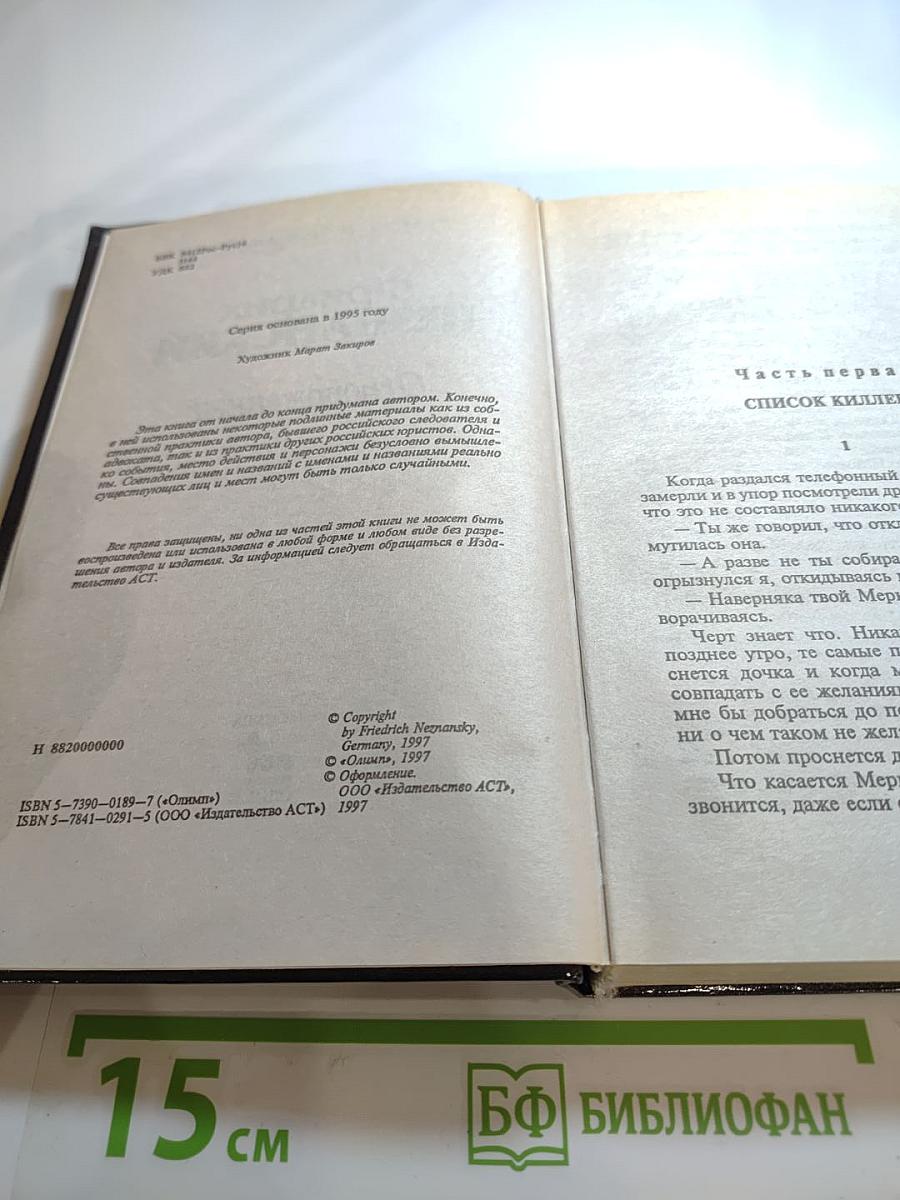 ББК 84(2Рос-Рус)6
УДК 882
Серия основана в 1995 году
Художник Марат Закиров
Эта книга от начала до конца придумана автором. Конечно,
в ней использованы некоторые подлинные материалы как из соб-
ственной практики автора, бывшего российского следователя и
адвоката, так и из практики других российских юристов. Одна-
ко события, место действия и персонажи безусловно вымышле-
ны. Совпадения имен и названий с именами и названиями реально
существующих лиц и мест могут быть только случайными.
Все права защищены, ни одна из частей этой книги не может быть
воспроизведена или использована в любой форме и любом виде без разре-
шения автора и издателя. За информацией следует обращаться в Изда-
тельство АСТ.
Н 8820000000
© Copyright
by Friedrich Neznansky,
Germany, 1997
© «Олимп», 1997
© Оформление.
ООО «Издательство АСТ»,
1997
ISBN 5—7390—0189—7 («Олимп»)
ISBN 5—7841—0291—5 (ООО «Издательство АСТ»)
Часть перва
СПИСОК КИЛЛЕ
1
Когда раздался телефонный
замерли и в упор посмотрели др
что это не составляло никаког
— Ты же говорил, что откл
мутилась она.
— А разве не ты собира
огрызнулся я, откидываясь
— Наверняка твой Мер
ворачиваясь.
Черт знает что. Ника
позднее утро, те самые п
снется дочка и когда м
совпадать с ее желания
мне бы добраться до п
ни о чем таком не жел
Потом проснется д
Что касается Мер
звонится, даже если
15 см
БФ БИБЛИОФАН